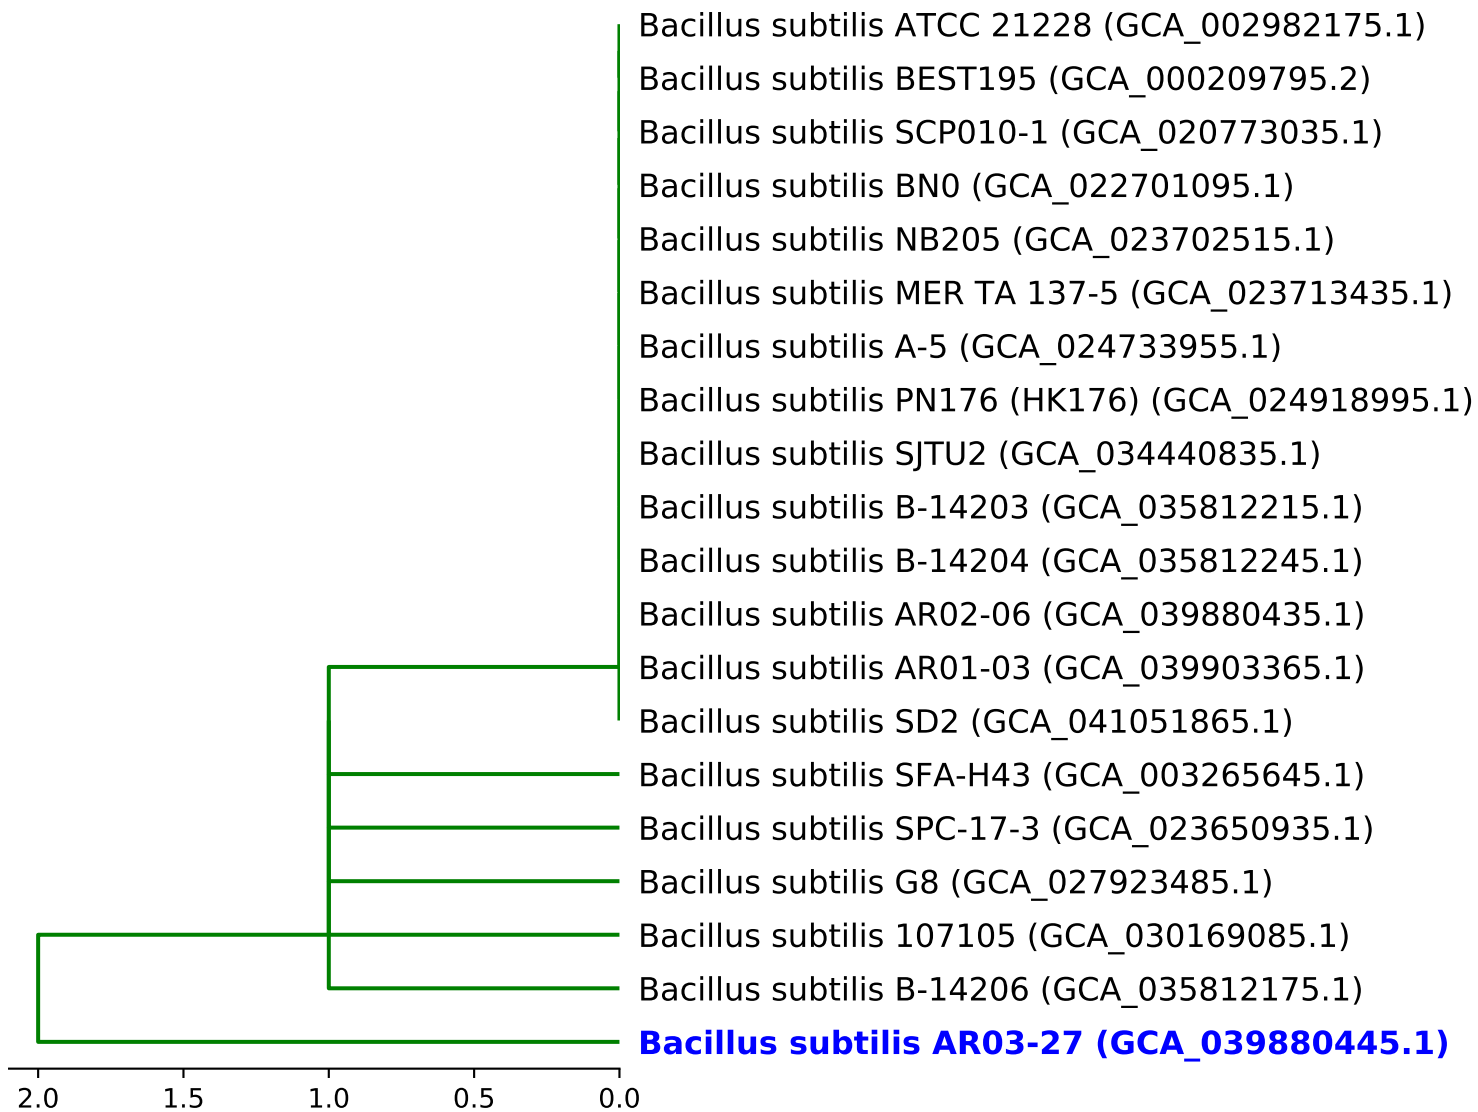 Bacillus subtilis ATCC 21228 (GCA_002982175.1)
Bacillus subtilis BEST195 (GCA_000209795.2)
Bacillus subtilis SCP010-1 (GCA_020773035.1)
Bacillus subtilis BN0 (GCA_022701095.1)
Bacillus subtilis NB205 (GCA_023702515.1)
Bacillus subtilis MER TA 137-5 (GCA_023713435.1)
Bacillus subtilis A-5 (GCA_024733955.1)
Bacillus subtilis PN176 (HK176) (GCA_024918995.1)
Bacillus subtilis SJTU2 (GCA_034440835.1)
Bacillus subtilis B-14203 (GCA_035812215.1)
Bacillus subtilis B-14204 (GCA_035812245.1)
Bacillus subtilis AR02-06 (GCA_039880435.1)
Bacillus subtilis AR01-03 (GCA_039903365.1)
Bacillus subtilis SD2 (GCA_041051865.1)
Bacillus subtilis SFA-H43 (GCA_003265645.1)
Bacillus subtilis SPC-17-3 (GCA_023650935.1)
Bacillus subtilis G8 (GCA_027923485.1)
Bacillus subtilis 107105 (GCA_030169085.1)
Bacillus subtilis B-14206 (GCA_035812175.1)
Bacillus subtilis AR03-27 (GCA_039880445.1)
2.0 1.5 1.0 0.5 0.0